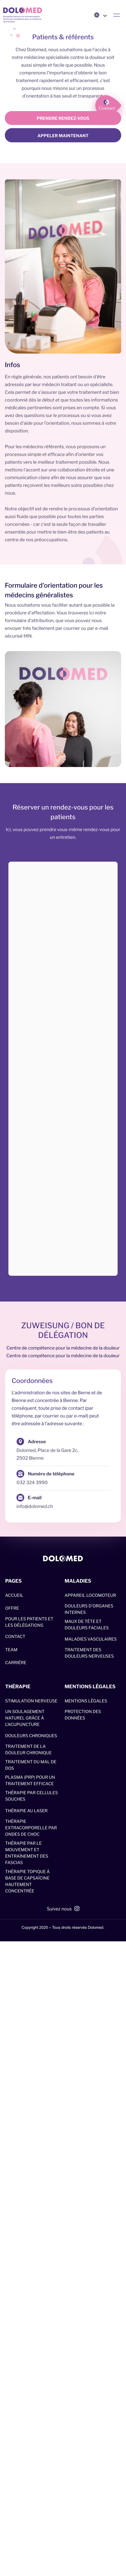 DOLOMED
Patients & référents
Chez Dolomed, nous souhaitons que l'accès à
notre médecine spécialisée contre la douleur soit
aussi simple et facile que possible. Nous
comprenons l'importance d'obtenir le bon
traitement rapidement et efficacement, c'est
pourquoi nous misons sur un processus
d'orientation à bas seuil et transparent.
Contact
PRENDRE RENDEZ-VOUS
APPELER MAINTENANT
DOLOMED
Infos
En règle générale, nos patients en besoin d'être
adressés par leur médecin traitant ou un spécialiste.
Cela permet de s'assurer que votre traitement est bien
coordonné et que toutes les informations
médicales pertinentes sont prises en compte. Si vous avez
besoin d'aide pour l'orientation, nous sommes à votre
disposition.
Pour les médecins référents, nous proposons un
processus simple et efficace afin d'orienter vos
patients vers le meilleur traitement possible. Nous
mettons l'accent sur une collaboration étroite et une
communication claire afin de nous assurer que vos
patients reçoivent les meilleurs soins possibles chez
nous.
Notre objectif est de rendre le processus d'orientation
aussi fluide que possible pour toutes les parties
concernées - car c'est la seule façon de travailler
ensemble pour mettre le bien-être des patients au
centre de nos préoccupations.
Formulaire d'orientation pour les
médecins généralistes
Nous souhaitons vous faciliter autant que possible la
procédure d'affectation. Vous trouverez ici notre
formulaire d'attribution, que vous pouvez nous
envoyer très facilement par courrier ou par e-mail
sécurisé HIN.
DOLOMED
Réserver un rendez-vous pour les
patients
Ici, vous pouvez prendre vous-même rendez-vous pour
un entretien.
ZUWEISUNG / BON DE
DÉLÉGATION
Centre de compétence pour la médecine de la douleur
Centre de compétence pour la médecine de la douleur
Coordonnées
L'administration de nos sites de Berne et de
Bienne est exercée à Bienne. Par
conséquent, toute prise de contact (par
téléphone, par courrier ou par e-mail) peut
être adressée à l'adresse suivante :
Adresse
Dolomed, Place de la Gare 2c,
2502 Bienne
Numéro de téléphone
032 324 3990
E-mail
info@dolomed.ch
DOLOMED
PAGES
ACCUEIL
OFFRE
POUR LES PATIENTS ET
LES DÉLÉGATIONS
CONTACT
TEAM
CARRIÈRE
MALADIES
APPAREIL LOCOMOTEUR
DOULEURS D'ORGANES
INTERNES
MAUX DE TÊTE ET
DOULEURS FACIALES
MALADIES VASCULAIRES
TRAITEMENT DES
DOULEURS NERVEUSES
THÉRAPIE
STIMULATION NERVEUSE
UN SOULAGEMENT
NATUREL GRÂCE À
L'ACUPUNCTURE
DOULEURS CHRONIQUES
TRAITEMENT DE LA
DOULEUR CHRONIQUE
TRAITEMENT DU MAL DE
DOS
PLASMA (PRP) POUR UN
TRAITEMENT EFFICACE
THÉRAPIE PAR CELLULES
SOUCHES
THÉRAPIE AU LASER
THÉRAPIE
EXTRACORPORELLE PAR
ONDES DE CHOC
THÉRAPIE PAR LE
MOUVEMENT ET
ENTRAÎNEMENT DES
FASCIAS
THÉRAPIE TOPIQUE À
BASE DE CAPSAÏCINE
HAUTEMENT
CONCENTRÉE
MENTIONS LÉGALES
MENTIONS LÉGALES
PROTECTION DES
DONNÉES
Suivez nous
Copyright 2025 – Tous droits réservés Dolomed.